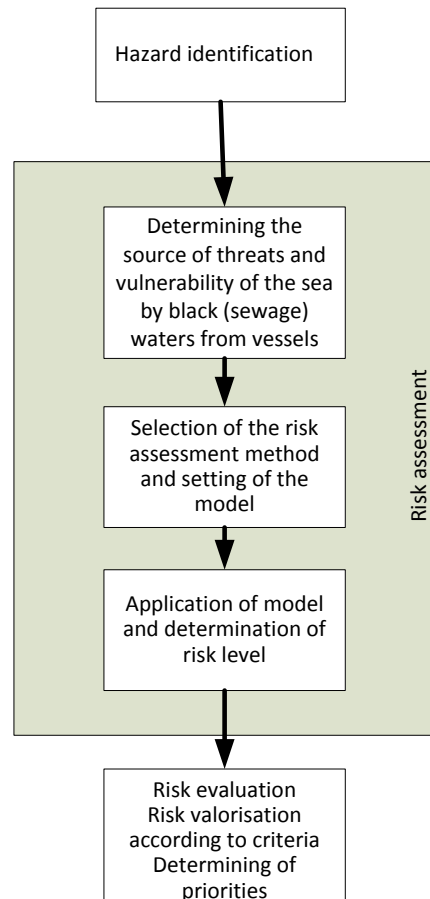 Hazard identification
Determining the
source of threats and
vulnerability of the sea
by black (sewage)
waters from vessels
Selection of the risk
assessment method
and setting of the
model
Risk assessment
Application of model
and determination of
risk level
Risk evaluation
Risk valorisation
according to criteria
Determining of
priorities